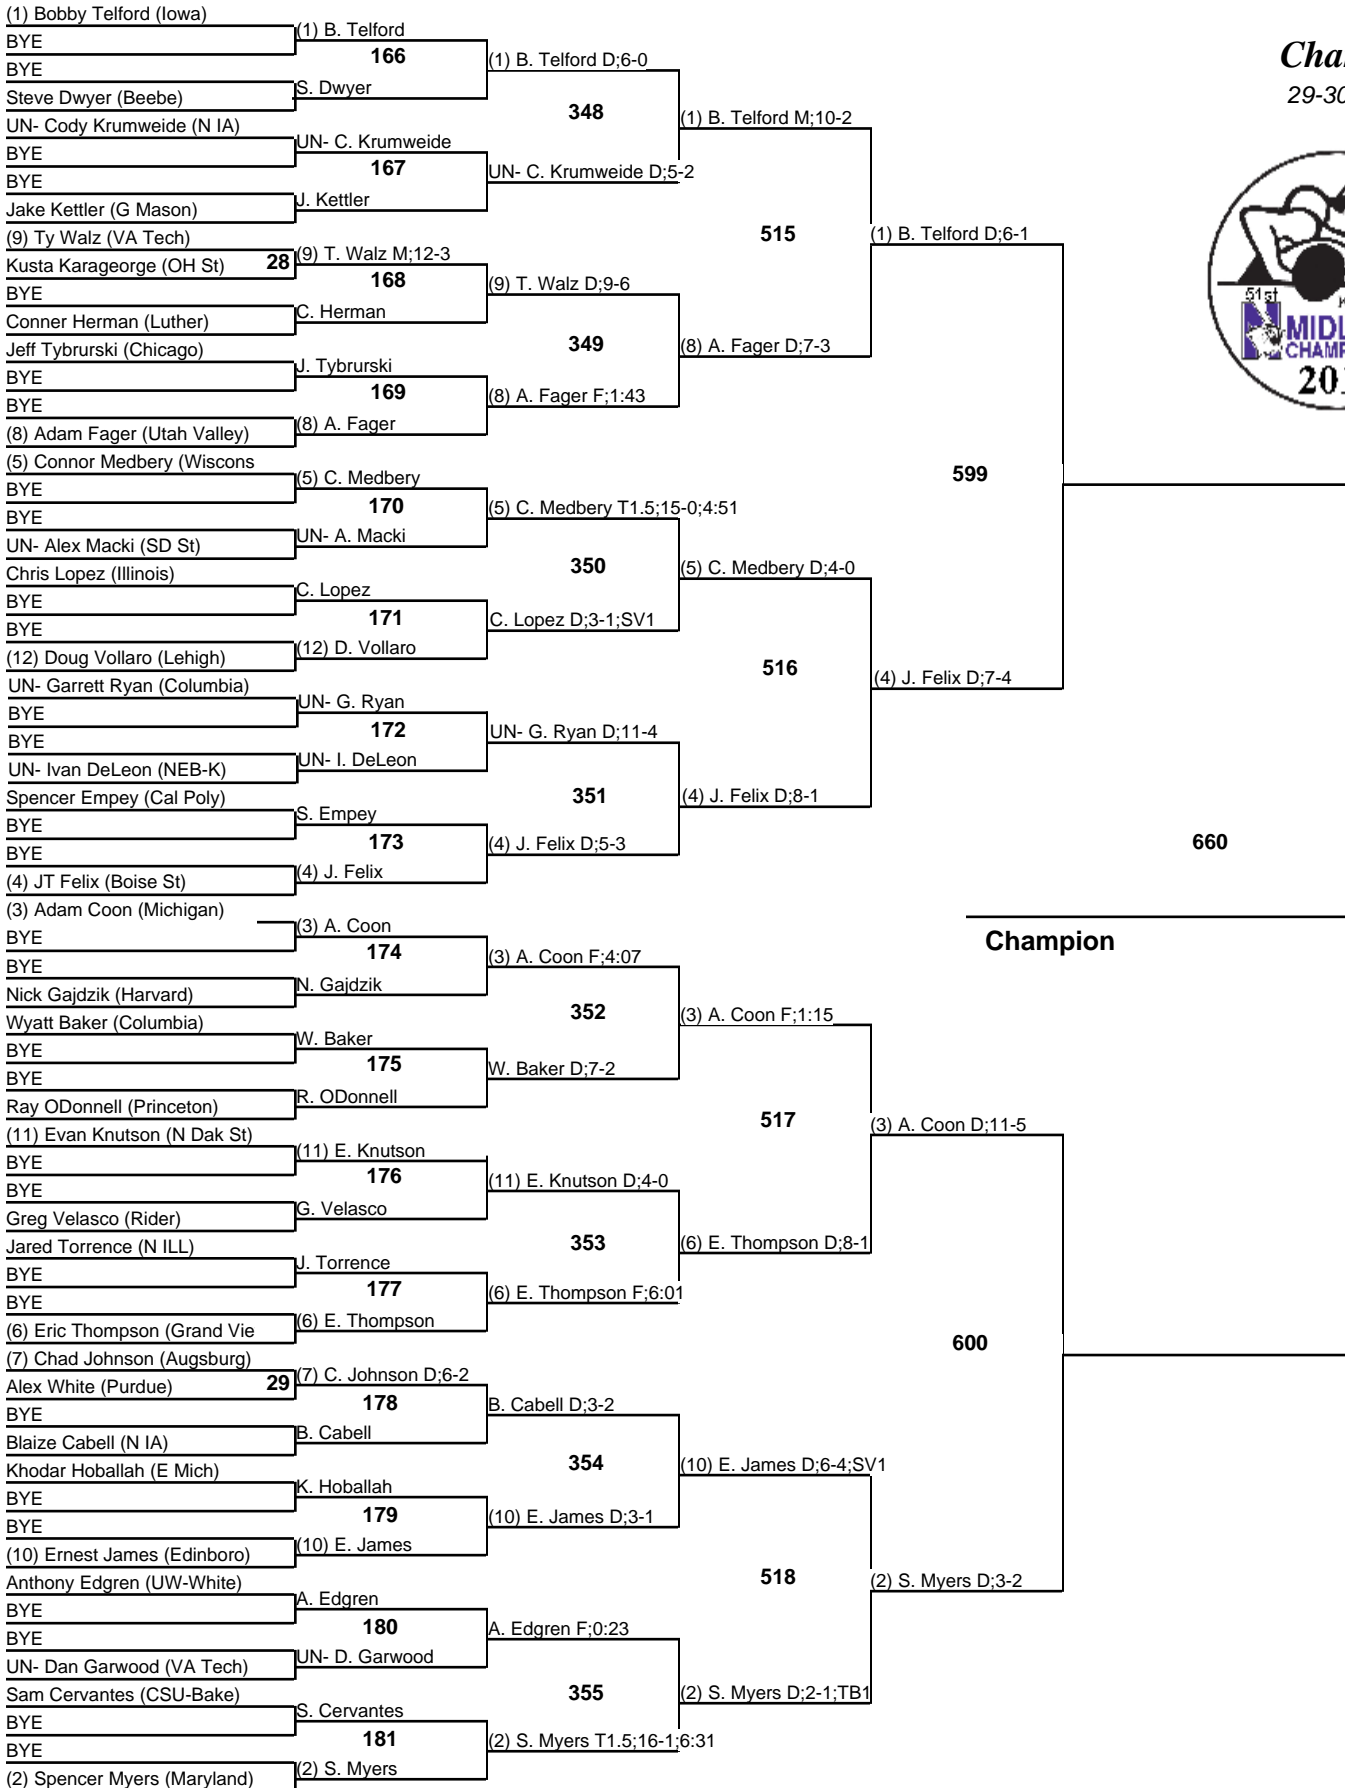 (1) Bobby Telford (Iowa)
BYE
BYE
Steve Dwyer (Beebe)
UN- Cody Krumweide (N IA)
BYE
BYE
Jake Kettler (G Mason)
(9) Ty Walz (VA Tech)
Kusta Karageorge (OH St) 28
BYE
Conner Herman (Luther)
Jeff Tybrurski (Chicago)
BYE
BYE
(8) Adam Fager (Utah Valley)
(5) Connor Medbery (Wiscons
BYE
BYE
UN- Alex Macki (SD St)
Chris Lopez (Illinois)
BYE
BYE
(12) Doug Vollaro (Lehigh)
UN- Garrett Ryan (Columbia)
BYE
BYE
UN- Ivan DeLeon (NEB-K)
Spencer Empey (Cal Poly)
BYE
BYE
(4) JT Felix (Boise St)
(3) Adam Coon (Michigan)
BYE
BYE
Nick Gajdzik (Harvard)
Wyatt Baker (Columbia)
BYE
BYE
Ray ODonnell (Princeton)
(11) Evan Knutson (N Dak St)
BYE
BYE
Greg Velasco (Rider)
Jared Torrence (N ILL)
BYE
BYE
(6) Eric Thompson (Grand Vie
(7) Chad Johnson (Augsburg)
Alex White (Purdue) 29
BYE
Blaize Cabell (N IA)
Khodar Hoballah (E Mich)
BYE
BYE
(10) Ernest James (Edinboro)
Anthony Edgren (UW-White)
BYE
BYE
UN- Dan Garwood (VA Tech)
Sam Cervantes (CSU-Bake)
BYE
BYE
(2) Spencer Myers (Maryland)
(1) B. Telford
166
S. Dwyer
UN- C. Krumweide
167
J. Kettler
(9) T. Walz M;12-3
168
C. Herman
J. Tybrurski
169
(8) A. Fager
(5) C. Medbery
170
UN- A. Macki
C. Lopez
171
(12) D. Vollaro
UN- G. Ryan
172
UN- I. DeLeon
S. Empey
173
(4) J. Felix
(3) A. Coon
174
N. Gajdzik
W. Baker
175
R. ODonnell
(11) E. Knutson
176
G. Velasco
J. Torrence
177
(6) E. Thompson
(7) C. Johnson D;6-2
178
B. Cabell
K. Hoballah
179
(10) E. James
A. Edgren
180
UN- D. Garwood
S. Cervantes
181
(2) S. Myers
(1) B. Telford D;6-0
348
UN- C. Krumweide D;5-2
(9) T. Walz D;9-6
349
(8) A. Fager F;1:43
(5) C. Medbery T1.5;15-0;4:51
350
C. Lopez D;3-1;SV1
UN- G. Ryan D;11-4
351
(4) J. Felix D;5-3
(3) A. Coon F;4:07
352
W. Baker D;7-2
(11) E. Knutson D;4-0
353
(6) E. Thompson F;6:01
B. Cabell D;3-2
354
(10) E. James D;3-1
A. Edgren F;0:23
355
(2) S. Myers T1.5;16-1;6:31
(1) B. Telford M;10-2
515
(8) A. Fager D;7-3
(5) C. Medbery D;4-0
516
(4) J. Felix D;8-1
(3) A. Coon F;1:15
517
(6) E. Thompson D;8-1
(10) E. James D;6-4;SV1
518
(2) S. Myers D;2-1;TB1
(1) B. Telford D;6-1
599
(4) J. Felix D;7-4
(3) A. Coon D;11-5
600
(2) S. Myers D;3-2
660
Champion
29-30
51st
N